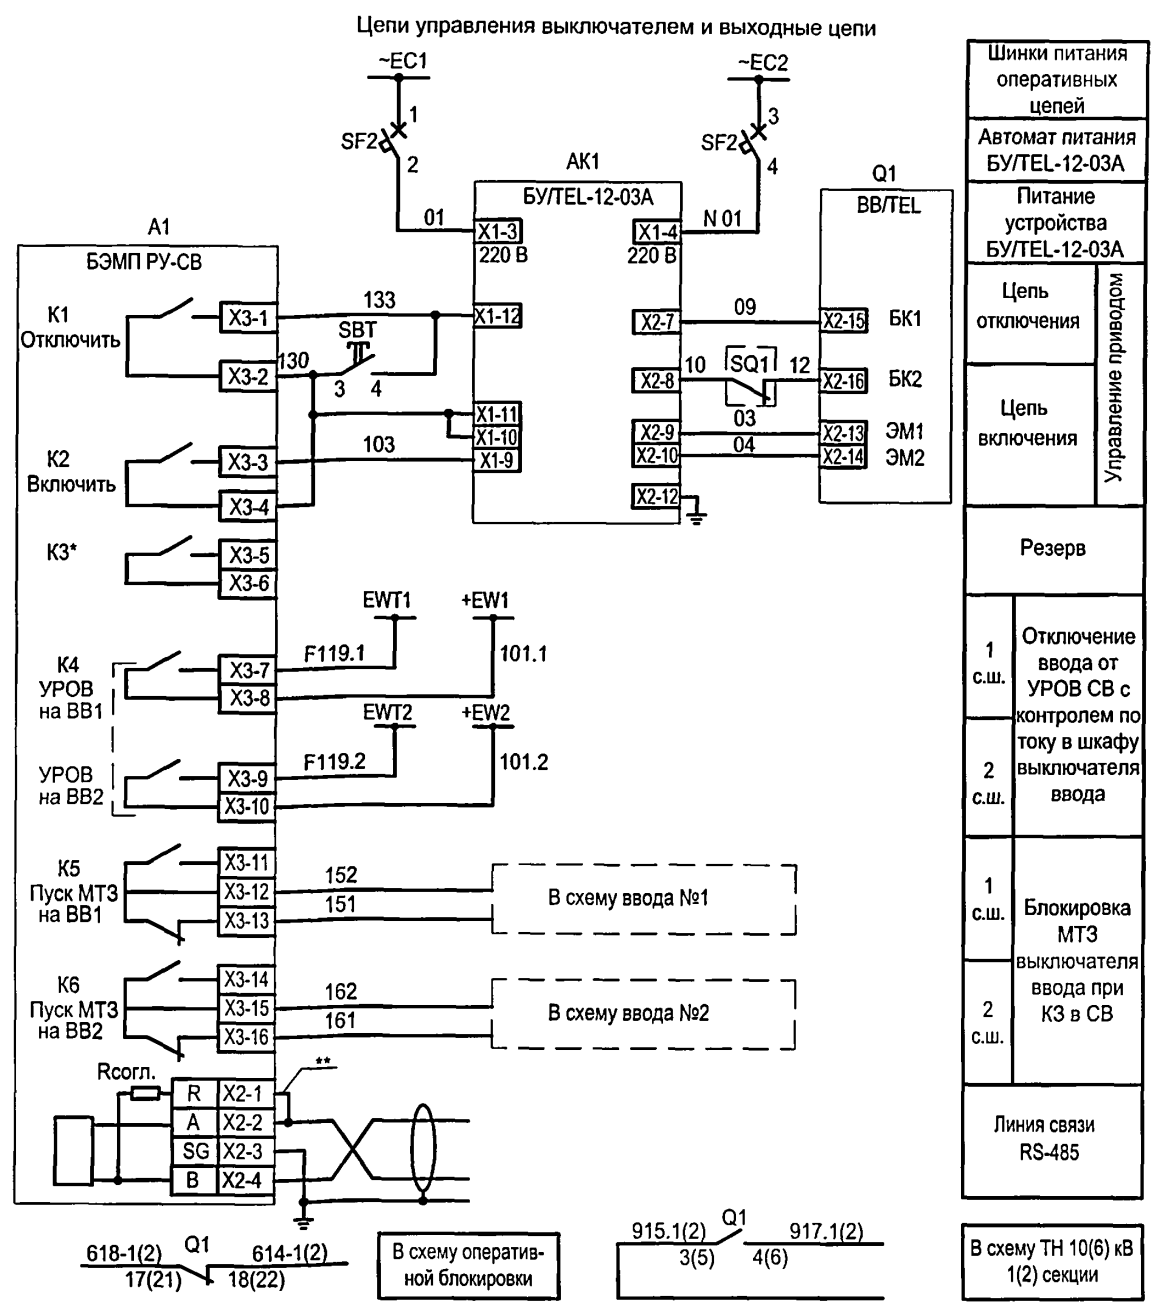 Цепи управления выключателем и выходные цепи
~EC1
~EC2
1
SF2
2
3
SF2
4
AK1
БУ/TEL-12-03А
Q1
ВВ/TEL
01
X1-3
220 В
X1-4
220 В
N 01
A1
БЭМП РУ-СВ
К1
Отключить
X3-1
133
X1-12
SBT
X3-2
130
3
4
X2-7
09
X2-15
БК1
X2-8
10
SQ1
12
X2-16
БК2
X1-11
X1-10
X1-9
03
X2-9
X2-13
ЭМ1
X2-10
04
X2-14
ЭМ2
X2-12
К2
Включить
X3-3
103
X3-4
К3*
X3-5
X3-6
EWT1
+EW1
К4
УРОВ
на ВВ1
X3-7
F119.1
101.1
X3-8
EWT2
+EW2
УРОВ
на ВВ2
X3-9
F119.2
101.2
X3-10
К5
Пуск МТЗ
на ВВ1
X3-11
X3-12
152
X3-13
151
В схему ввода №1
К6
Пуск МТЗ
на ВВ2
X3-14
X3-15
162
X3-16
161
В схему ввода №2
Rсогл.
**
R
X2-1
A
X2-2
SG
X2-3
B
X2-4
618-1(2)
Q1
614-1(2)
17(21)
18(22)
В схему оператив-
ной блокировки
915.1(2)
Q1
917.1(2)
3(5)
4(6)
Шинки питания
оперативных
цепей
Автомат питания
БУ/TEL-12-03А
Питание
устройства
БУ/TEL-12-03А
Цепь
отключения
Цепь
включения
Управление приводом
Резерв
1
с.ш.
2
с.ш.
Отключение
ввода от
УРОВ СВ с
контролем по
току в шкафу
выключателя
ввода
1
с.ш.
2
с.ш.
Блокировка
МТЗ
выключателя
ввода при
КЗ в СВ
Линия связи
RS-485
В схему ТН 10(6) кВ
1(2) секции